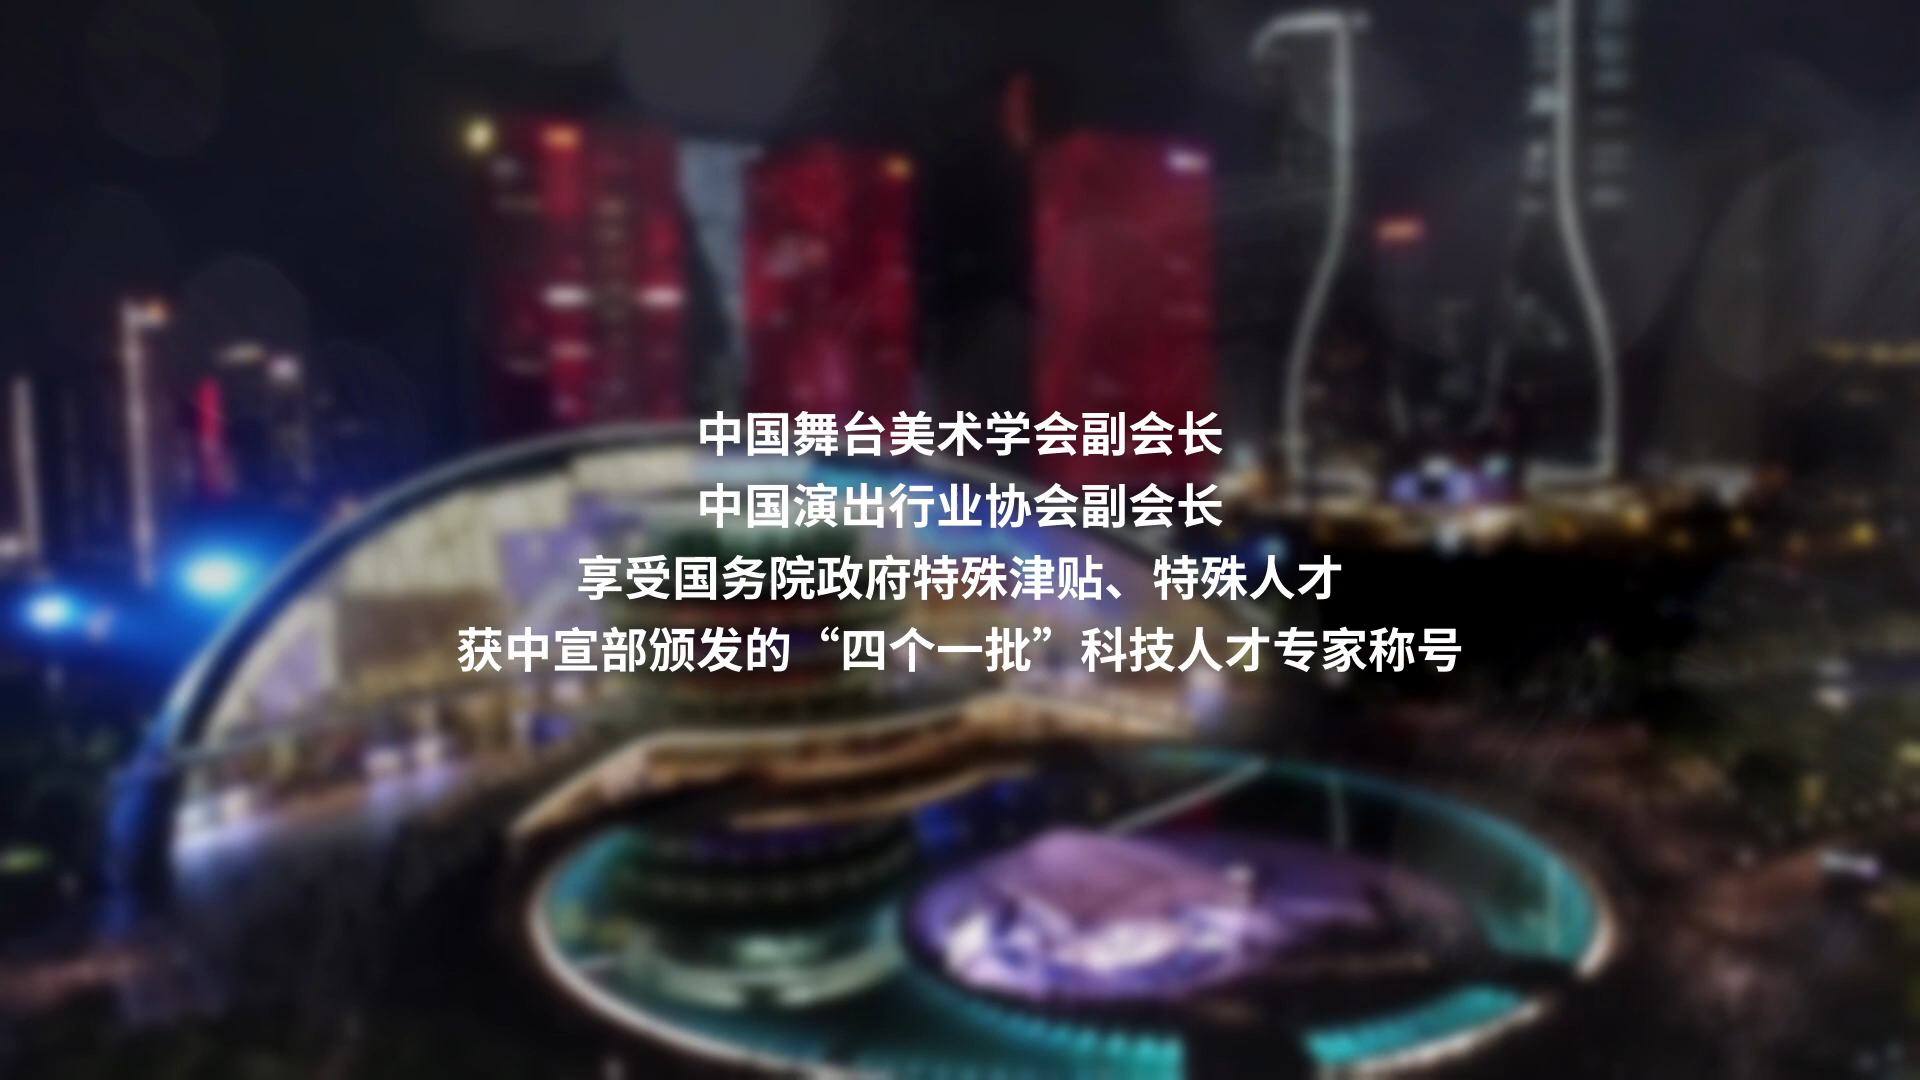 中国舞台美术学会副会长
中国演出行业协会副会长
享受国务院政府特殊津贴、特殊人才
获中宣部颁发的“四个一批”科技人才专家称号